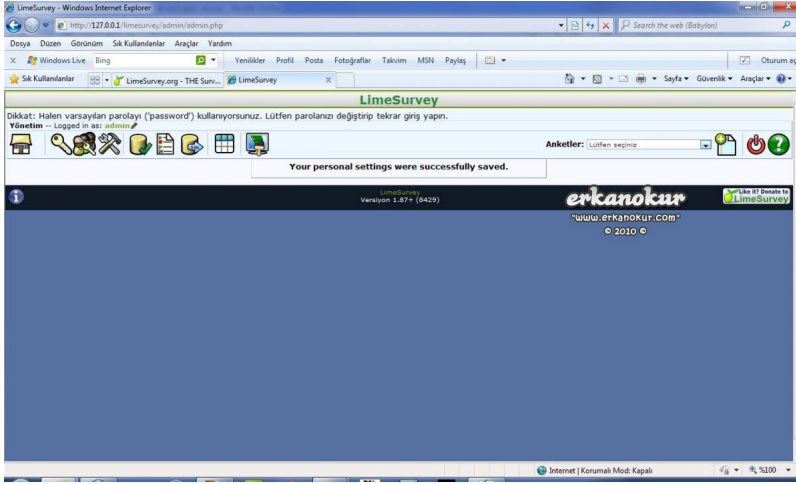 LimeSurvey - Windows Internet Explorer
http://127.0.0.1/limesurvey/admin/admin.php
Search the web (Babylon)
Dosya Düzen Görünüm Sık Kullanılanlar Araçlar Yardım
X Windows Live Bing Yenilikler Profil Posta Fotoğraflar Takvim MSN Paylaş Oturum aç
Sık Kullanılanlar LimeSurvey.org - THE Surv... LimeSurvey X Sayfa Güvenlik Araçlar
LimeSurvey
Dikkat: Halen varsayılan parolayı ('password') kullanıyorsunuz. Lütfen parolanızı değiştirip tekrar giriş yapın.
Yönetim -- Logged in as: admin
Anketler: Lütfen seçiniz
Your personal settings were successfully saved.
LimeSurvey
Versiyon 1.87+ (8429)
erkanokur
Like it? Donate to
LimeSurvey
"www.erkanokur.com"
© 2010 ©
Internet | Korumalı Mod: Kapalı %100